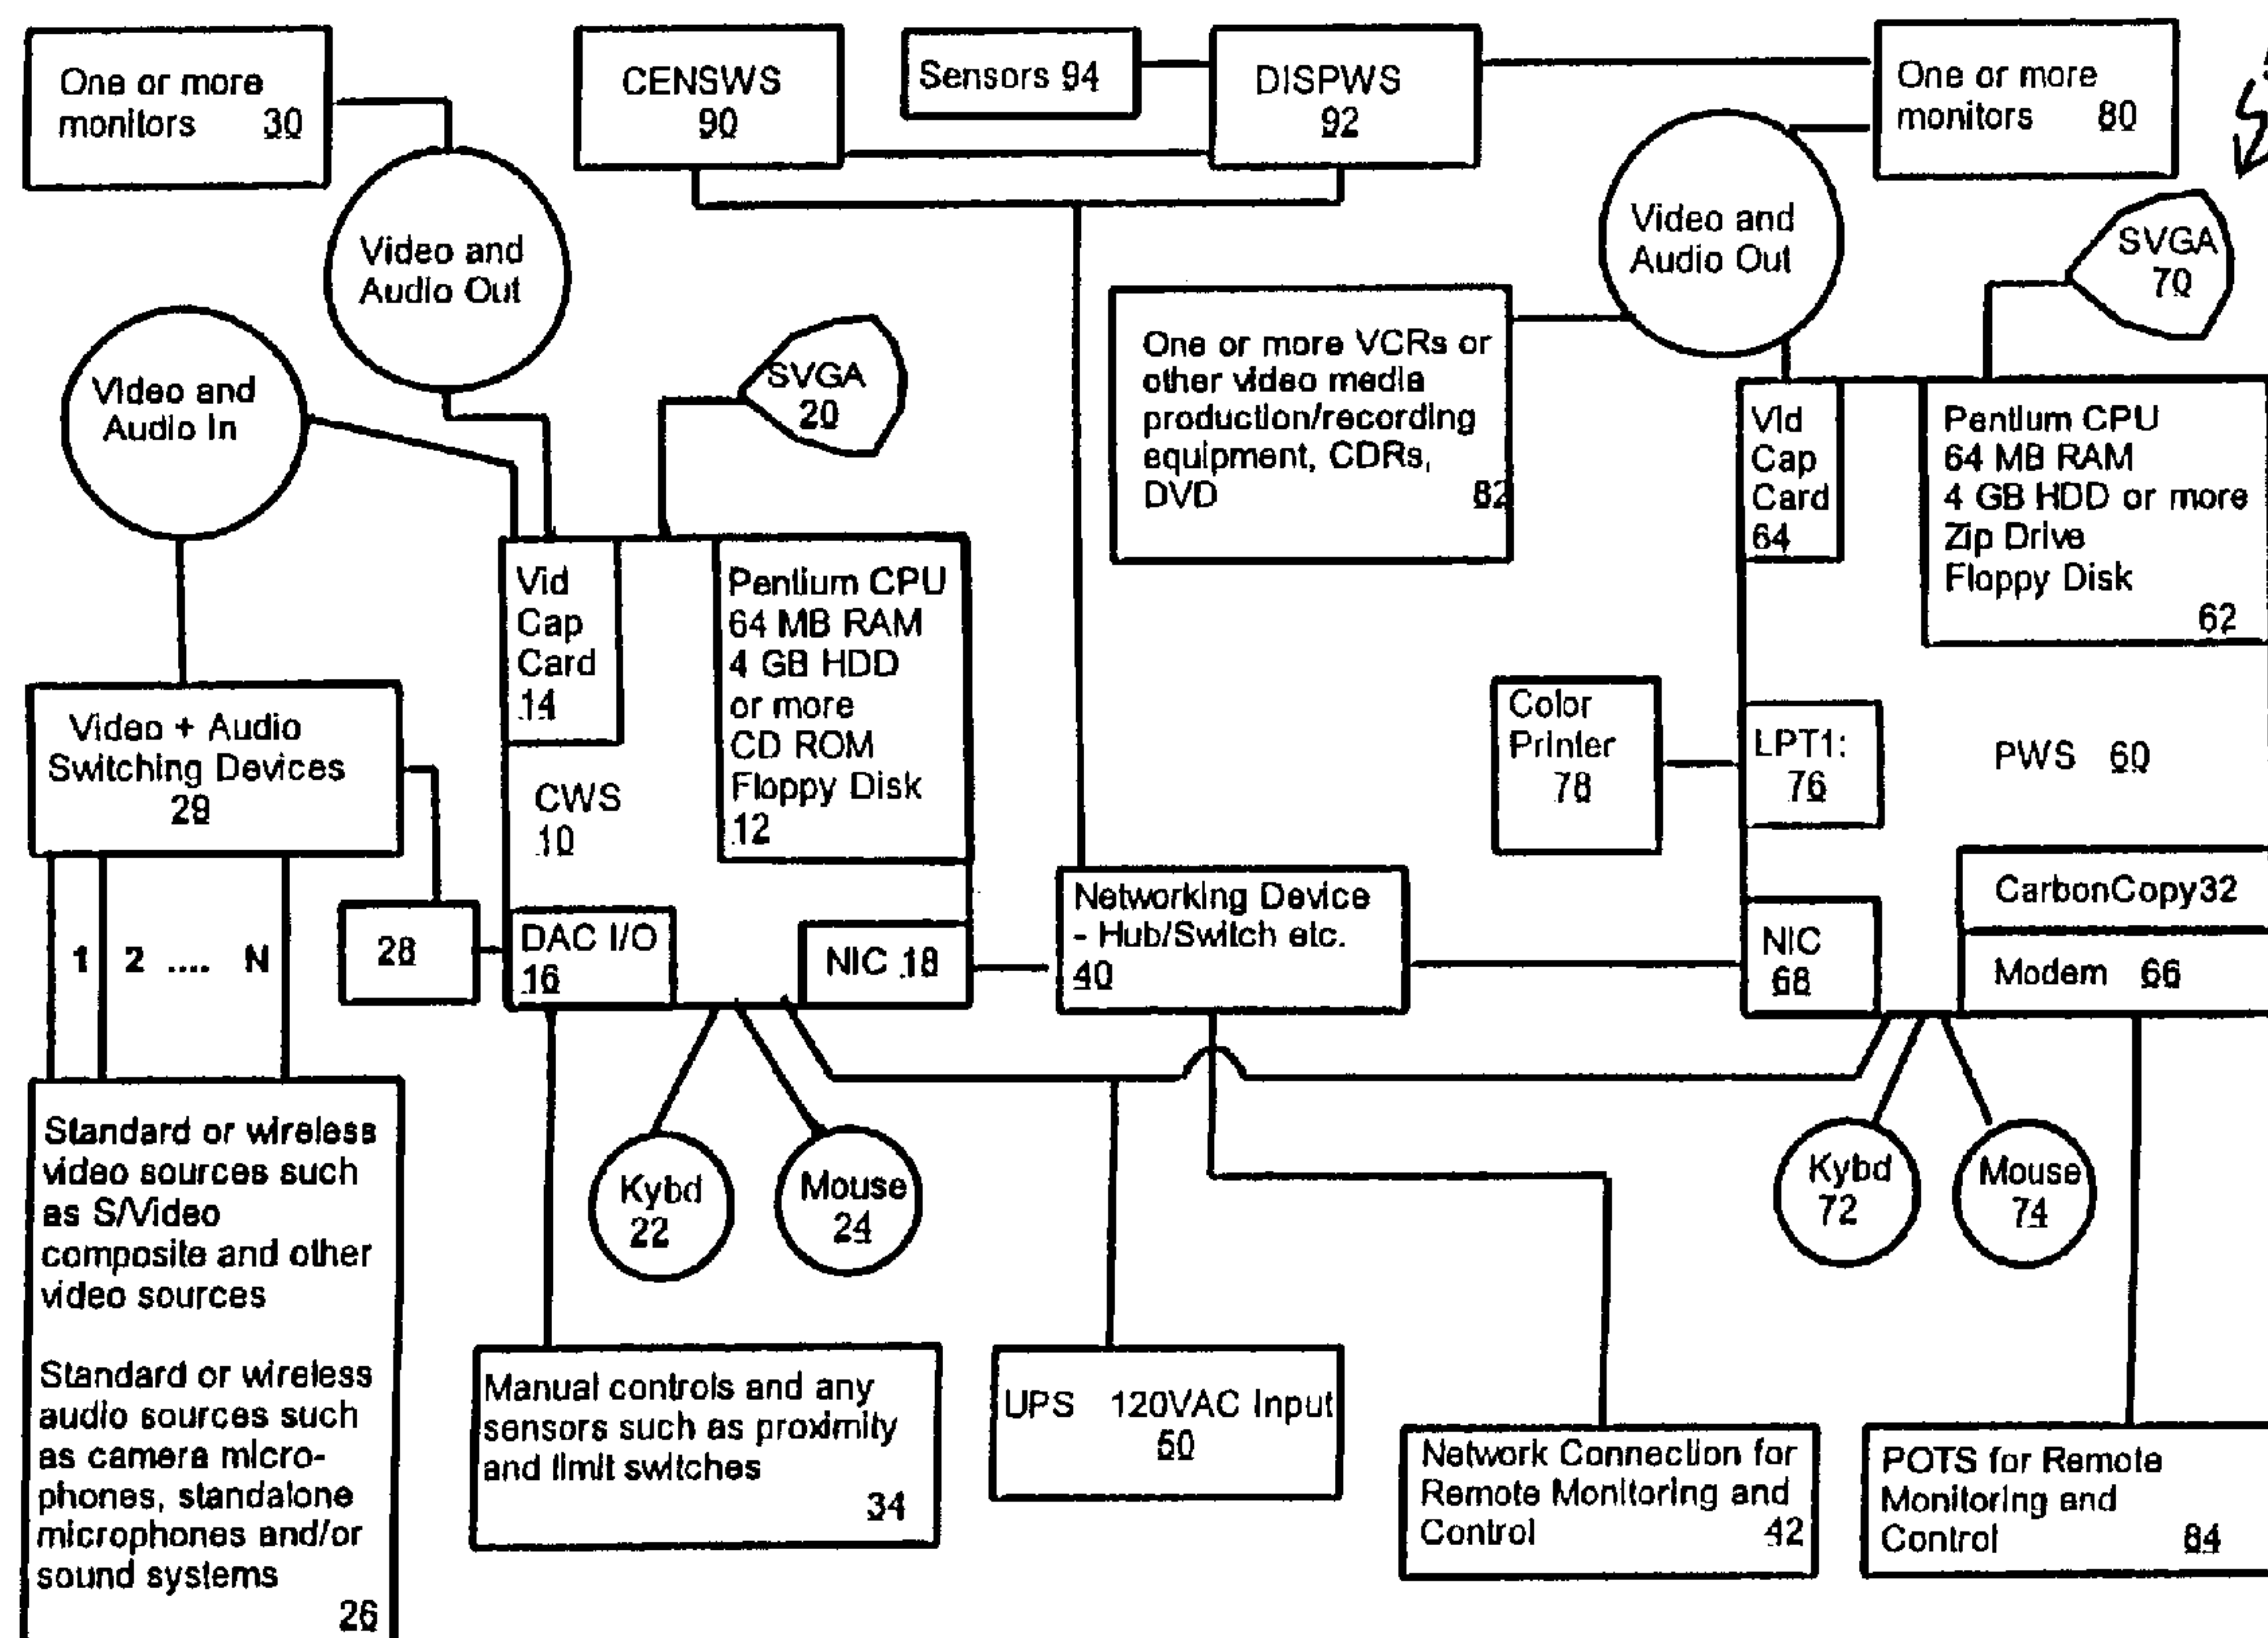 One or more
monitors 30
CENSWS
90
Sensors 94
DISPWS
92
One or more
monitors 80
Video and
Audio Out
Video and
Audio Out
SVGA
70
Video and
Audio In
SVGA
20
One or more VCRs or
other video media
production/recording
equipment, CDRs,
DVD 82
Vid
Cap
Card
64
Pentium CPU
64 MB RAM
4 GB HDD or more
Zip Drive
Floppy Disk
62
Vid
Cap
Card
14
Pentium CPU
64 MB RAM
4 GB HDD
or more
CD ROM
Floppy Disk
12
Video + Audio
Switching Devices
29
CWS
10
Color
Printer
78
LPT1:
76
PWS 60
1 2 .... N
28
DAC I/O
16
NIC 18
Networking Device
- Hub/Switch etc.
40
NIC
68
CarbonCopy32
Modem 66
Standard or wireless
video sources such
as S/Video
composite and other
video sources
Standard or wireless
audio sources such
as camera micro-
phones, standalone
microphones and/or
sound systems
26
Kybd
22
Mouse
24
Kybd
72
Mouse
74
Manual controls and any
sensors such as proximity
and limit switches
34
UPS 120VAC Input
50
Network Connection for
Remote Monitoring and
Control 42
POTS for Remote
Monitoring and
Control 84